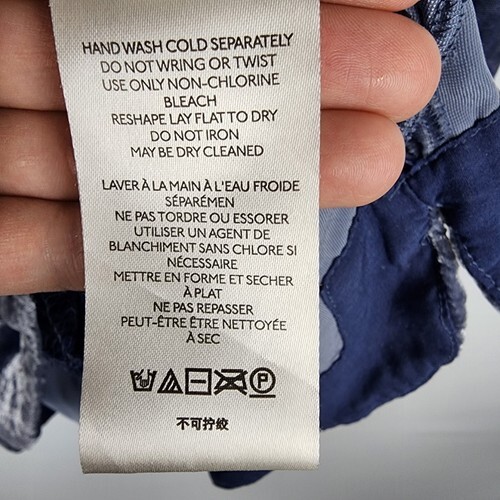 HAND WASH COLD SEPARATELY
DO NOT WRING OR TWIST
USE ONLY NON-CHLORINE
BLEACH
RESHAPE LAY FLAT TO DRY
DO NOT IRON
MAY BE DRY CLEANED
LAVER À LA MAIN À L'EAU FROIDE
SÉPARÉMEN
NE PAS TORDRE OU ESSORER
UTILISER UN AGENT DE
BLANCHIMENT SANS CHLORE SI
NÉCESSAIRE
METTRE EN FORME ET SECHER
À PLAT
NE PAS REPASSER
PEUT-ÊTRE ÊTRE NETTOYÉE
À SEC
P
不可拧绞